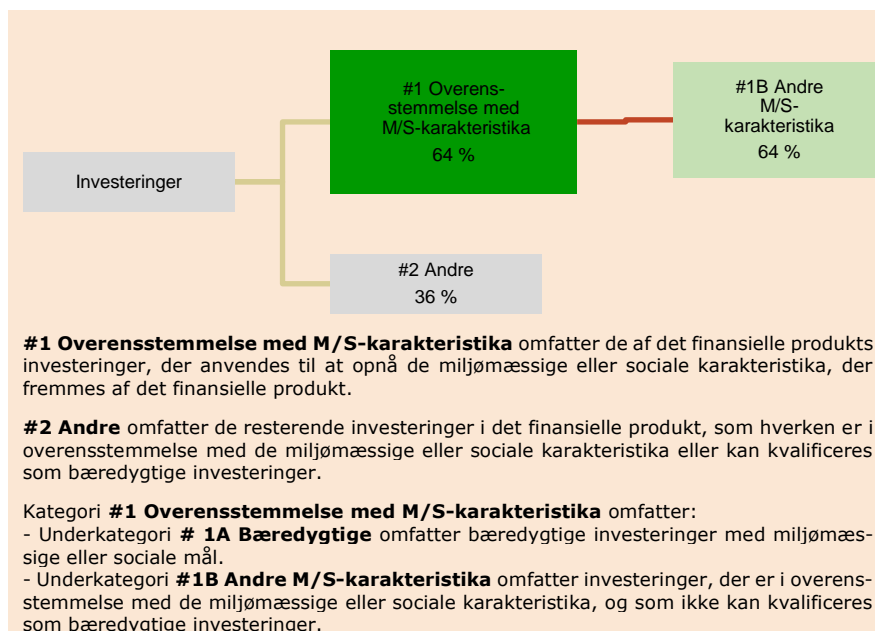 #1 Overens-
stemmelse med
M/S-karakteristika
64 %
#1B Andre
M/S-
karakteristika
64 %
Investeringer
#2 Andre
36 %
#1 Overensstemmelse med M/S-karakteristika omfatter de af det finansielle produkts
investeringer, der anvendes til at opnå de miljømæssige eller sociale karakteristika, der
fremmes af det finansielle produkt.
#2 Andre omfatter de resterende investeringer i det finansielle produkt, som hverken er i
overensstemmelse med de miljømæssige eller sociale karakteristika eller kan kvalificeres
som bæredygtige investeringer.
Kategori #1 Overensstemmelse med M/S-karakteristika omfatter:
- Underkategori # 1A Bæredygtige omfatter bæredygtige investeringer med miljømæs-
sige eller sociale mål.
- Underkategori #1B Andre M/S-karakteristika omfatter investeringer, der er i overens-
stemmelse med de miljømæssige eller sociale karakteristika, og som ikke kan kvalificeres
som bæredygtige investeringer.